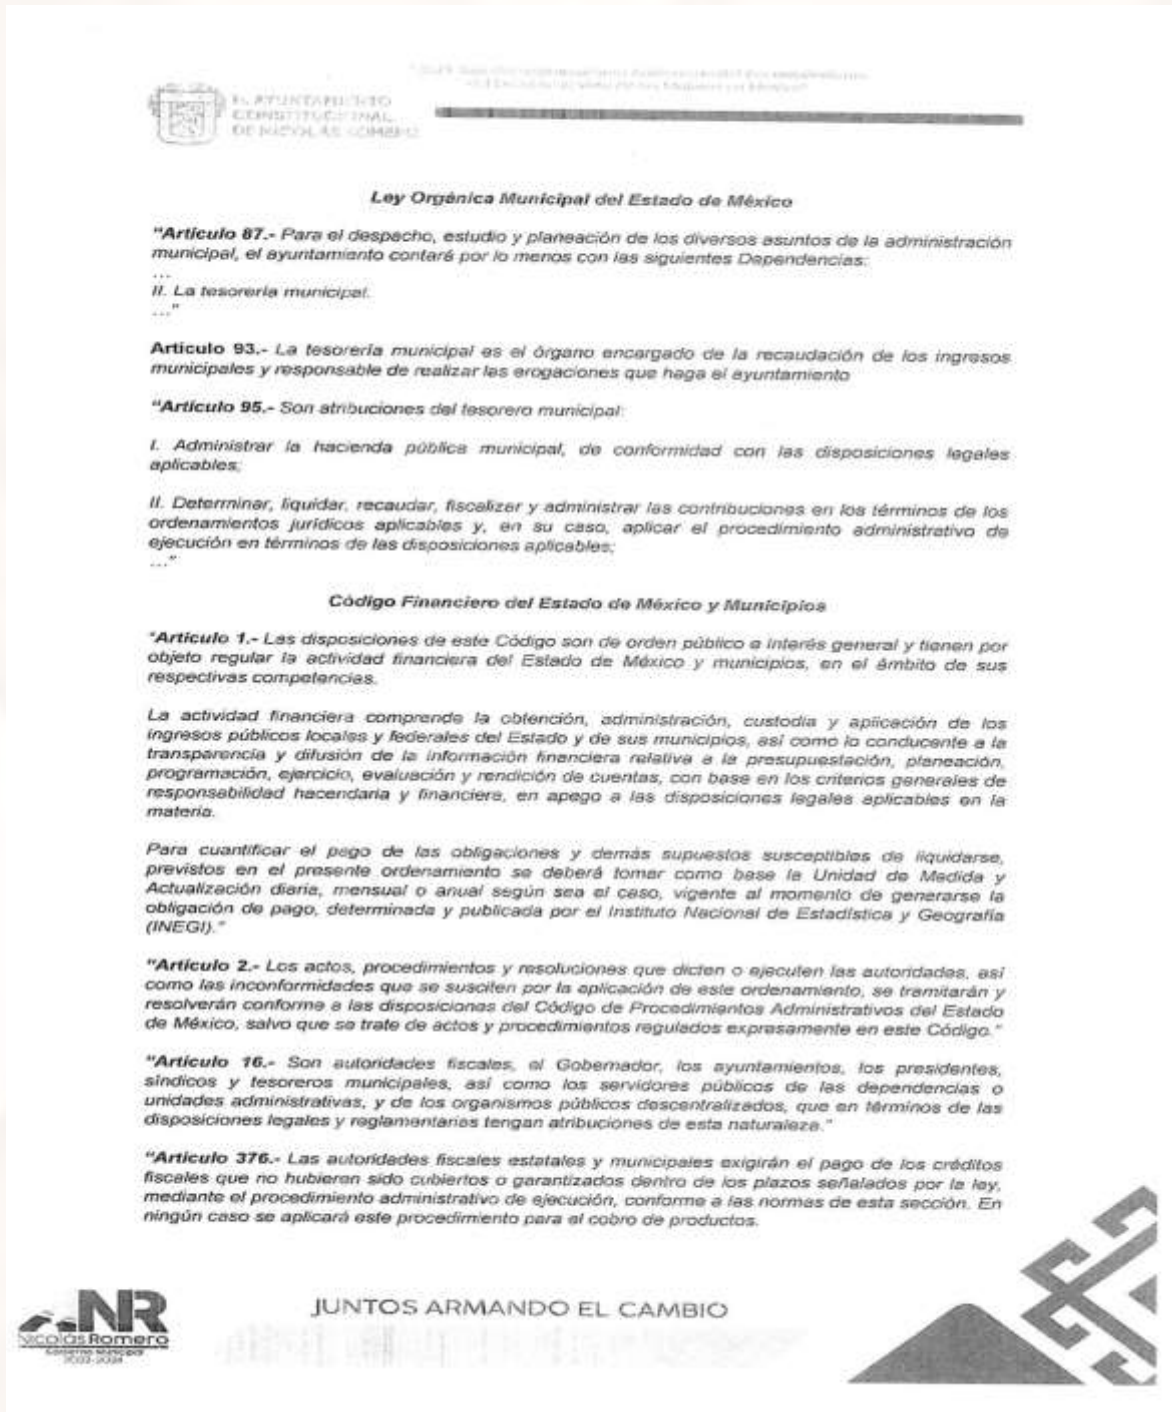 H. AYUNTAMIENTO
CONSTITUCIONAL
DE NICOLÁS ROMERO
Ley Orgánica Municipal del Estado de México
"Artículo 87.- Para el despacho, estudio y planeación de los diversos asuntos de la administración
municipal, el ayuntamiento contará por lo menos con las siguientes Dependencias:
...
II. La tesorería municipal.
..."
Artículo 93.- La tesorería municipal es el órgano encargado de la recaudación de los ingresos
municipales y responsable de realizar las erogaciones que haga el ayuntamiento
"Artículo 95.- Son atribuciones del tesorero municipal:
I. Administrar la hacienda pública municipal, de conformidad con las disposiciones legales
aplicables;
II. Determinar, liquidar, recaudar, fiscalizar y administrar las contribuciones en los términos de los
ordenamientos jurídicos aplicables y, en su caso, aplicar el procedimiento administrativo de
ejecución en términos de las disposiciones aplicables;
..."
Código Financiero del Estado de México y Municipios
"Artículo 1.- Las disposiciones de este Código son de orden público e interés general y tienen por
objeto regular la actividad financiera del Estado de México y municipios, en el ámbito de sus
respectivas competencias.
La actividad financiera comprende la obtención, administración, custodia y aplicación de los
ingresos públicos locales y federales del Estado y de sus municipios, así como lo conducente a la
transparencia y difusión de la información financiera relativa a la presupuestación, planeación,
programación, ejercicio, evaluación y rendición de cuentas, con base en los criterios generales de
responsabilidad hacendaria y financiera, en apego a las disposiciones legales aplicables en la
materia.
Para cuantificar el pago de las obligaciones y demás supuestos susceptibles de liquidarse,
previstos en el presente ordenamiento se deberá tomar como base la Unidad de Medida y
Actualización diaria, mensual o anual según sea el caso, vigente al momento de generarse la
obligación de pago, determinada y publicada por el Instituto Nacional de Estadística y Geografía
(INEGI)."
"Artículo 2.- Los actos, procedimientos y resoluciones que dicten o ejecuten las autoridades, así
como las inconformidades que se susciten por la aplicación de este ordenamiento, se tramitarán y
resolverán conforme a las disposiciones del Código de Procedimientos Administrativos del Estado
de México, salvo que se trate de actos y procedimientos regulados expresamente en este Código."
"Artículo 16.- Son autoridades fiscales, el Gobernador, los ayuntamientos, los presidentes,
síndicos y tesoreros municipales, así como los servidores públicos de las dependencias o
unidades administrativas, y de los organismos públicos descentralizados, que en términos de las
disposiciones legales y reglamentarias tengan atribuciones de esta naturaleza."
"Artículo 376.- Las autoridades fiscales estatales y municipales exigirán el pago de los créditos
fiscales que no hubieren sido cubiertos o garantizados dentro de los plazos señalados por la ley,
mediante el procedimiento administrativo de ejecución, conforme a las normas de esta sección. En
ningún caso se aplicará este procedimiento para el cobro de productos.
NR
Nicolás Romero
Gobierno Municipal
2022-2024
JUNTOS ARMANDO EL CAMBIO